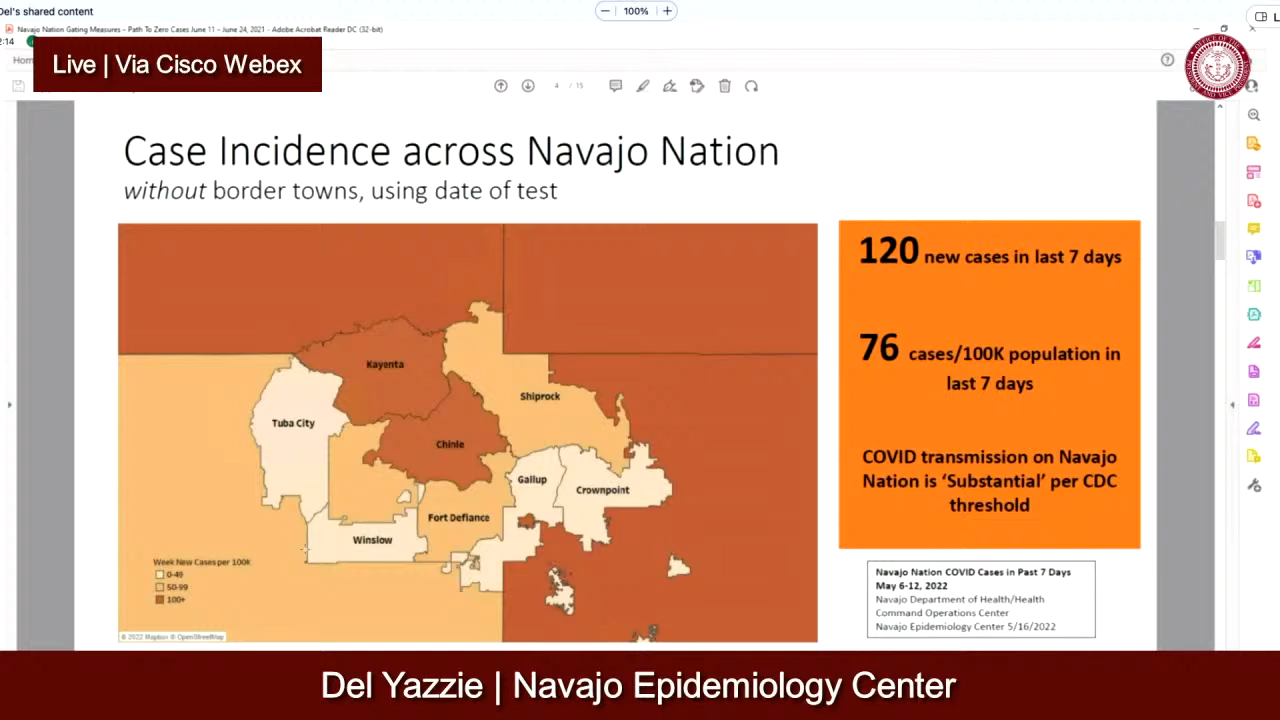 Del's shared content
100%
Navajo Nation Gating Measures – Path To Zero Cases June 11 – June 24, 2021 - Adobe Acrobat Reader DC (32-bit)
2:14
Hom
Live | Via Cisco Webex
4 / 15
Case Incidence across Navajo Nation
without border towns, using date of test
Kayenta
Tuba City
Shiprock
Chinle
Gallup
Crownpoint
Fort Defiance
Winslow
Week New Cases per 100K
0-49
50-99
100+
© 2022 Mapbox © OpenStreetMap
120 new cases in last 7 days
76 cases/100K population in
last 7 days
COVID transmission on Navajo
Nation is ‘Substantial’ per CDC
threshold
Navajo Nation COVID Cases in Past 7 Days
May 6-12, 2022
Navajo Department of Health/Health
Command Operations Center
Navajo Epidemiology Center 5/16/2022
Del Yazzie | Navajo Epidemiology Center